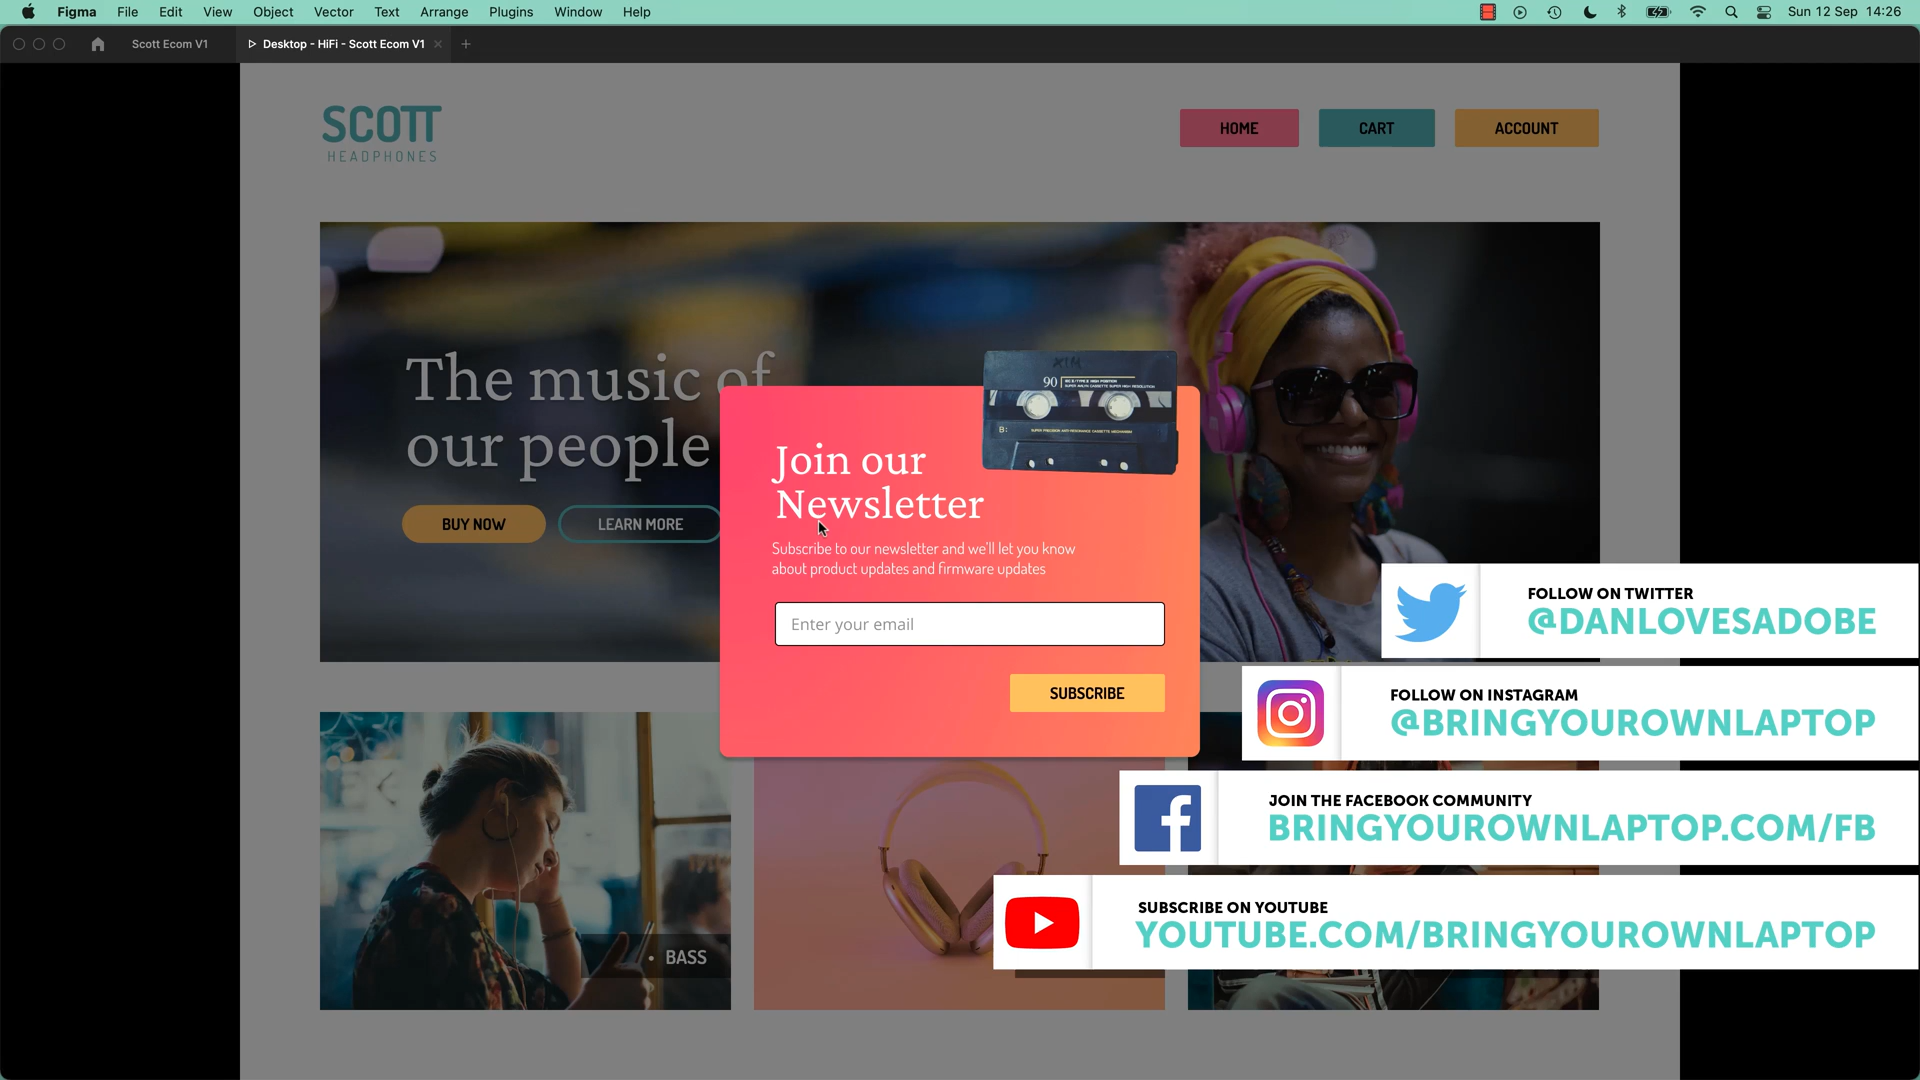 Figma File Edit View Object Vector Text Arrange Plugins Window Help
Sun 12 Sep 14:26
Scott Ecom V1
Desktop - HiFi - Scott Ecom V1
SCOTT
HEADPHONES
HOME
CART
ACCOUNT
The music of
our people
BUY NOW
LEARN MORE
90
B:
Join our
Newsletter
Subscribe to our newsletter and we'll let you know
about product updates and firmware updates
Enter your email
SUBSCRIBE
FOLLOW ON TWITTER
@DANLOVESADOBE
FOLLOW ON INSTAGRAM
@BRINGYOUROWNLAPTOP
JOIN THE FACEBOOK COMMUNITY
BRINGYOUROWNLAPTOP.COM/FB
SUBSCRIBE ON YOUTUBE
YOUTUBE.COM/BRINGYOUROWNLAPTOP
• BASS